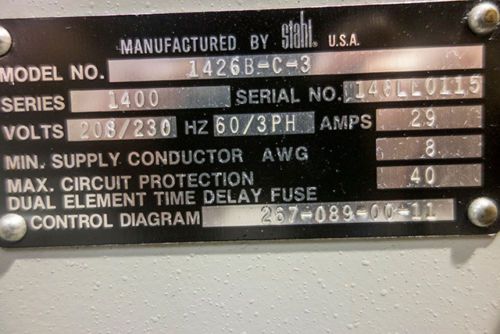 MANUFACTURED BY stahl. U.S.A.
MODEL NO. 1426B-C-3
SERIES 1400 SERIAL NO. 146LL0115
VOLTS 208/230 HZ 60/3PH AMPS 29
MIN. SUPPLY CONDUCTOR AWG 8
MAX. CIRCUIT PROTECTION 40
DUAL ELEMENT TIME DELAY FUSE
CONTROL DIAGRAM 267-089-00-11